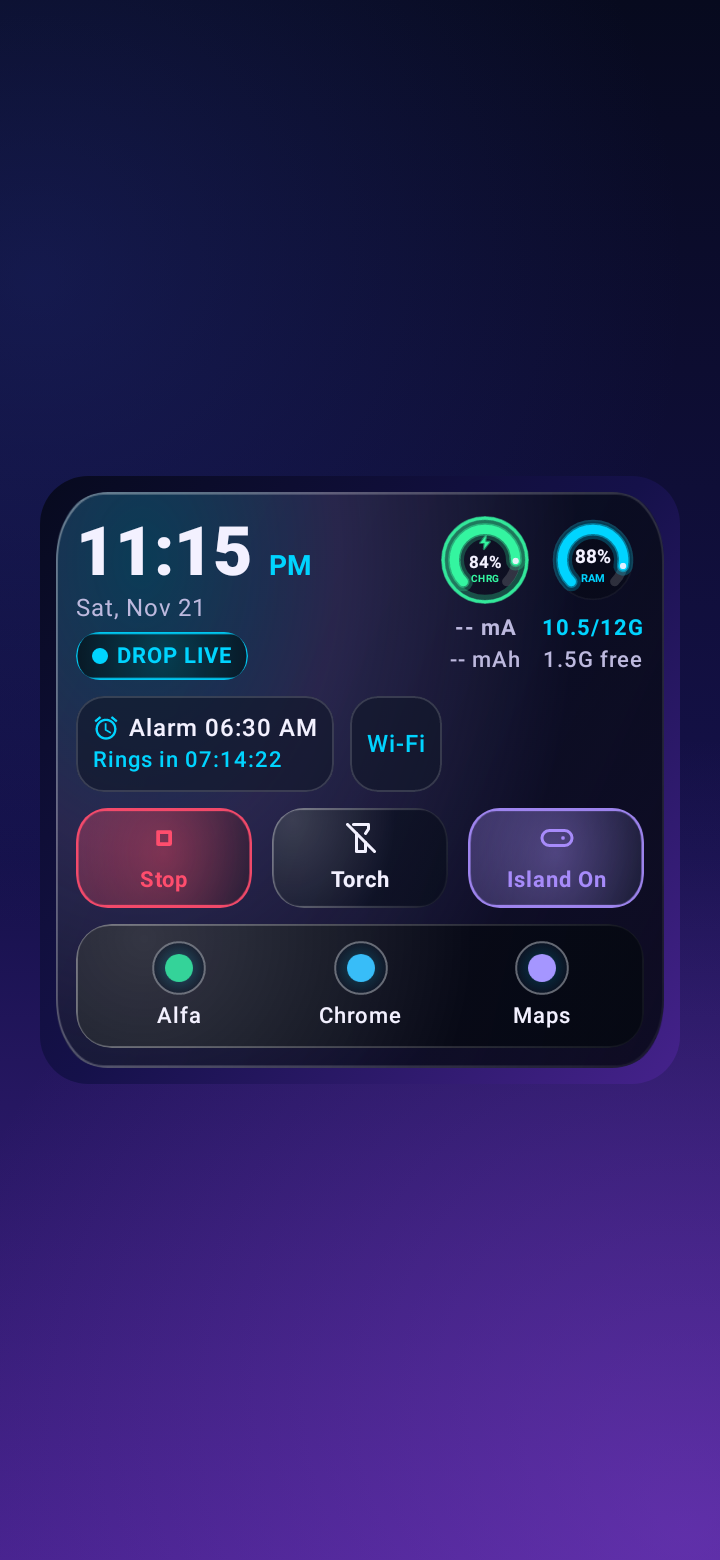 11:15 PM
Sat, Nov 21
DROP LIVE
84%
CHRG
88%
RAM
-- mA
10.5/12G
-- mAh
1.5G free
Alarm 06:30 AM
Rings in 07:14:22
Wi-Fi
Stop
Torch
Island On
Alfa
Chrome
Maps